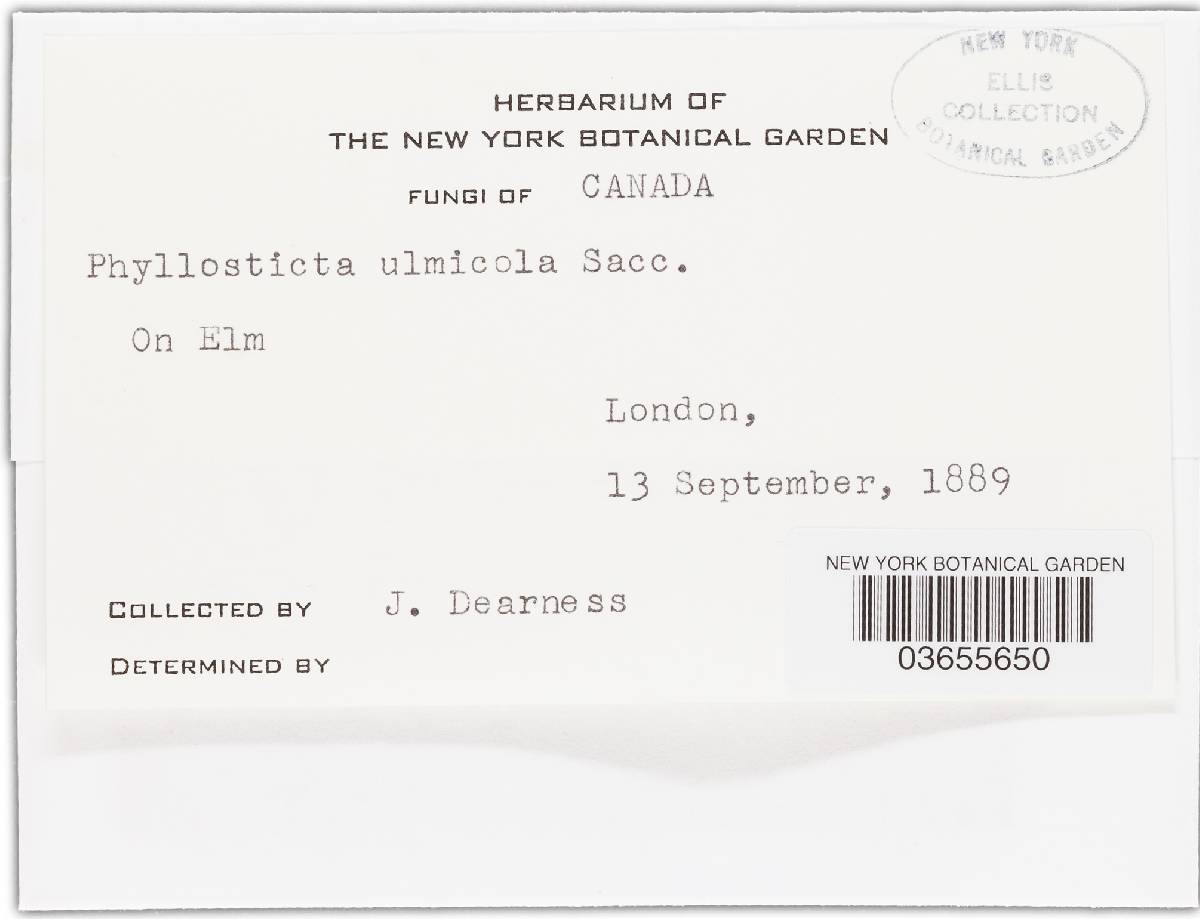 NEW YORK
ELLIS
COLLECTION
BOTANICAL GARDEN
HERBARIUM OF
THE NEW YORK BOTANICAL GARDEN
FUNGI OF CANADA
Phyllosticta ulmicola Sacc.
On Elm
London,
13 September, 1889
COLLECTED BY J. Dearness
DETERMINED BY
NEW YORK BOTANICAL GARDEN
03655650